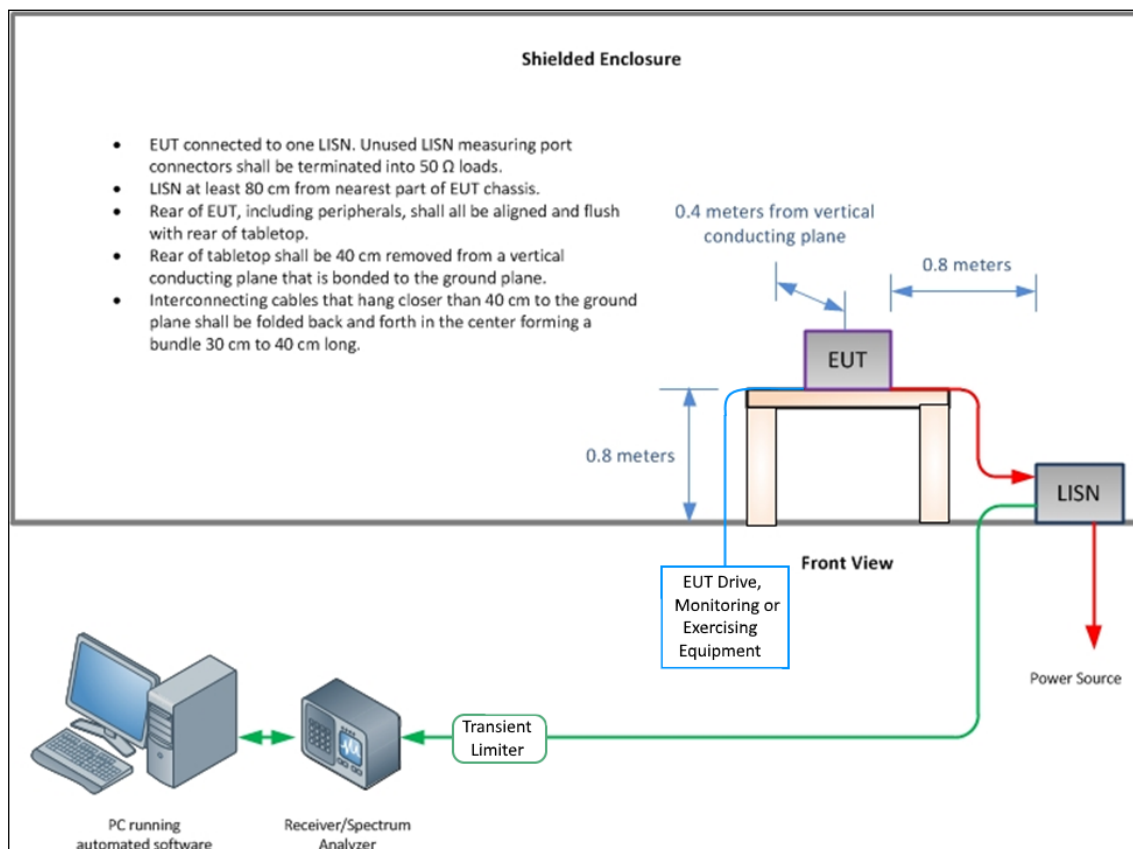 Shielded Enclosure
• EUT connected to one LISN. Unused LISN measuring port
connectors shall be terminated into 50 Ω loads.
• LISN at least 80 cm from nearest part of EUT chassis.
• Rear of EUT, including peripherals, shall all be aligned and flush
with rear of tabletop.
• Rear of tabletop shall be 40 cm removed from a vertical
conducting plane that is bonded to the ground plane.
• Interconnecting cables that hang closer than 40 cm to the ground
plane shall be folded back and forth in the center forming a
bundle 30 cm to 40 cm long.
0.4 meters from vertical
conducting plane
0.8 meters
EUT
0.8 meters
LISN
Front View
EUT Drive,
Monitoring or
Exercising
Equipment
Power Source
Transient
Limiter
PC running
automated software
Receiver/Spectrum
Analyzer